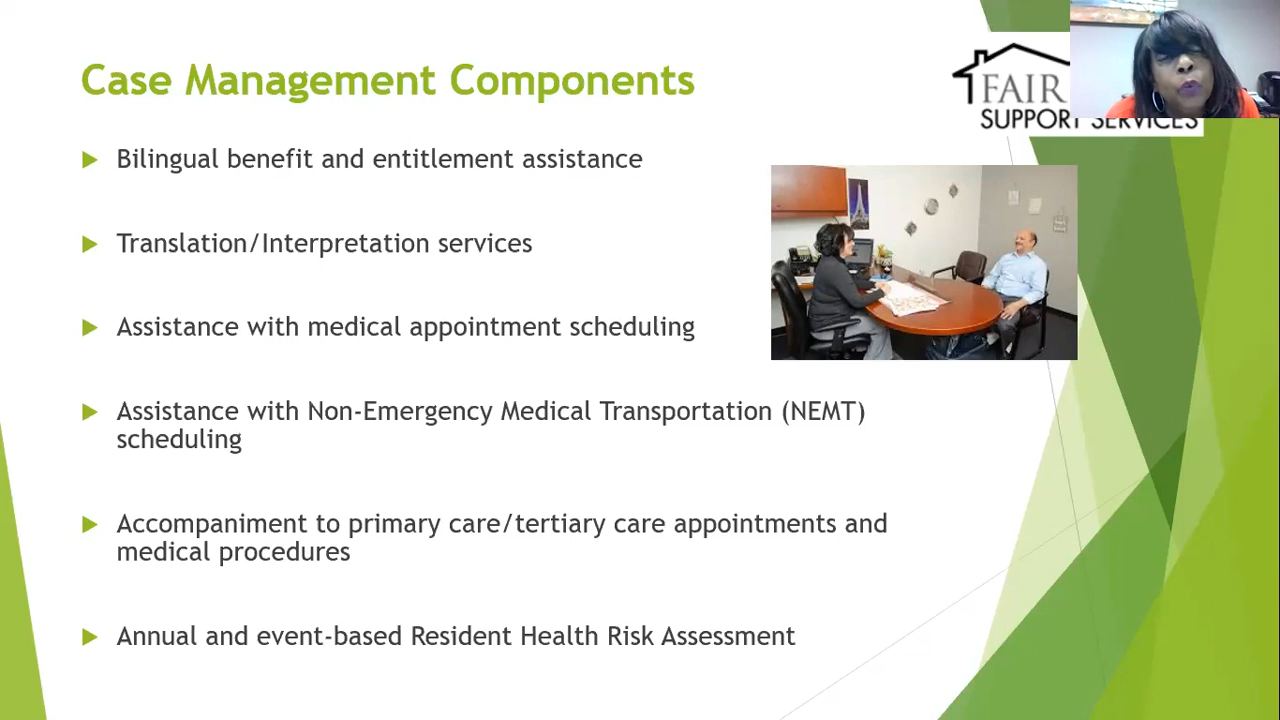 Case Management Components
FAIR
SUPPORT SERVICES
Bilingual benefit and entitlement assistance
Translation/Interpretation services
Assistance with medical appointment scheduling
Assistance with Non-Emergency Medical Transportation (NEMT)
scheduling
Accompaniment to primary care/tertiary care appointments and
medical procedures
Annual and event-based Resident Health Risk Assessment